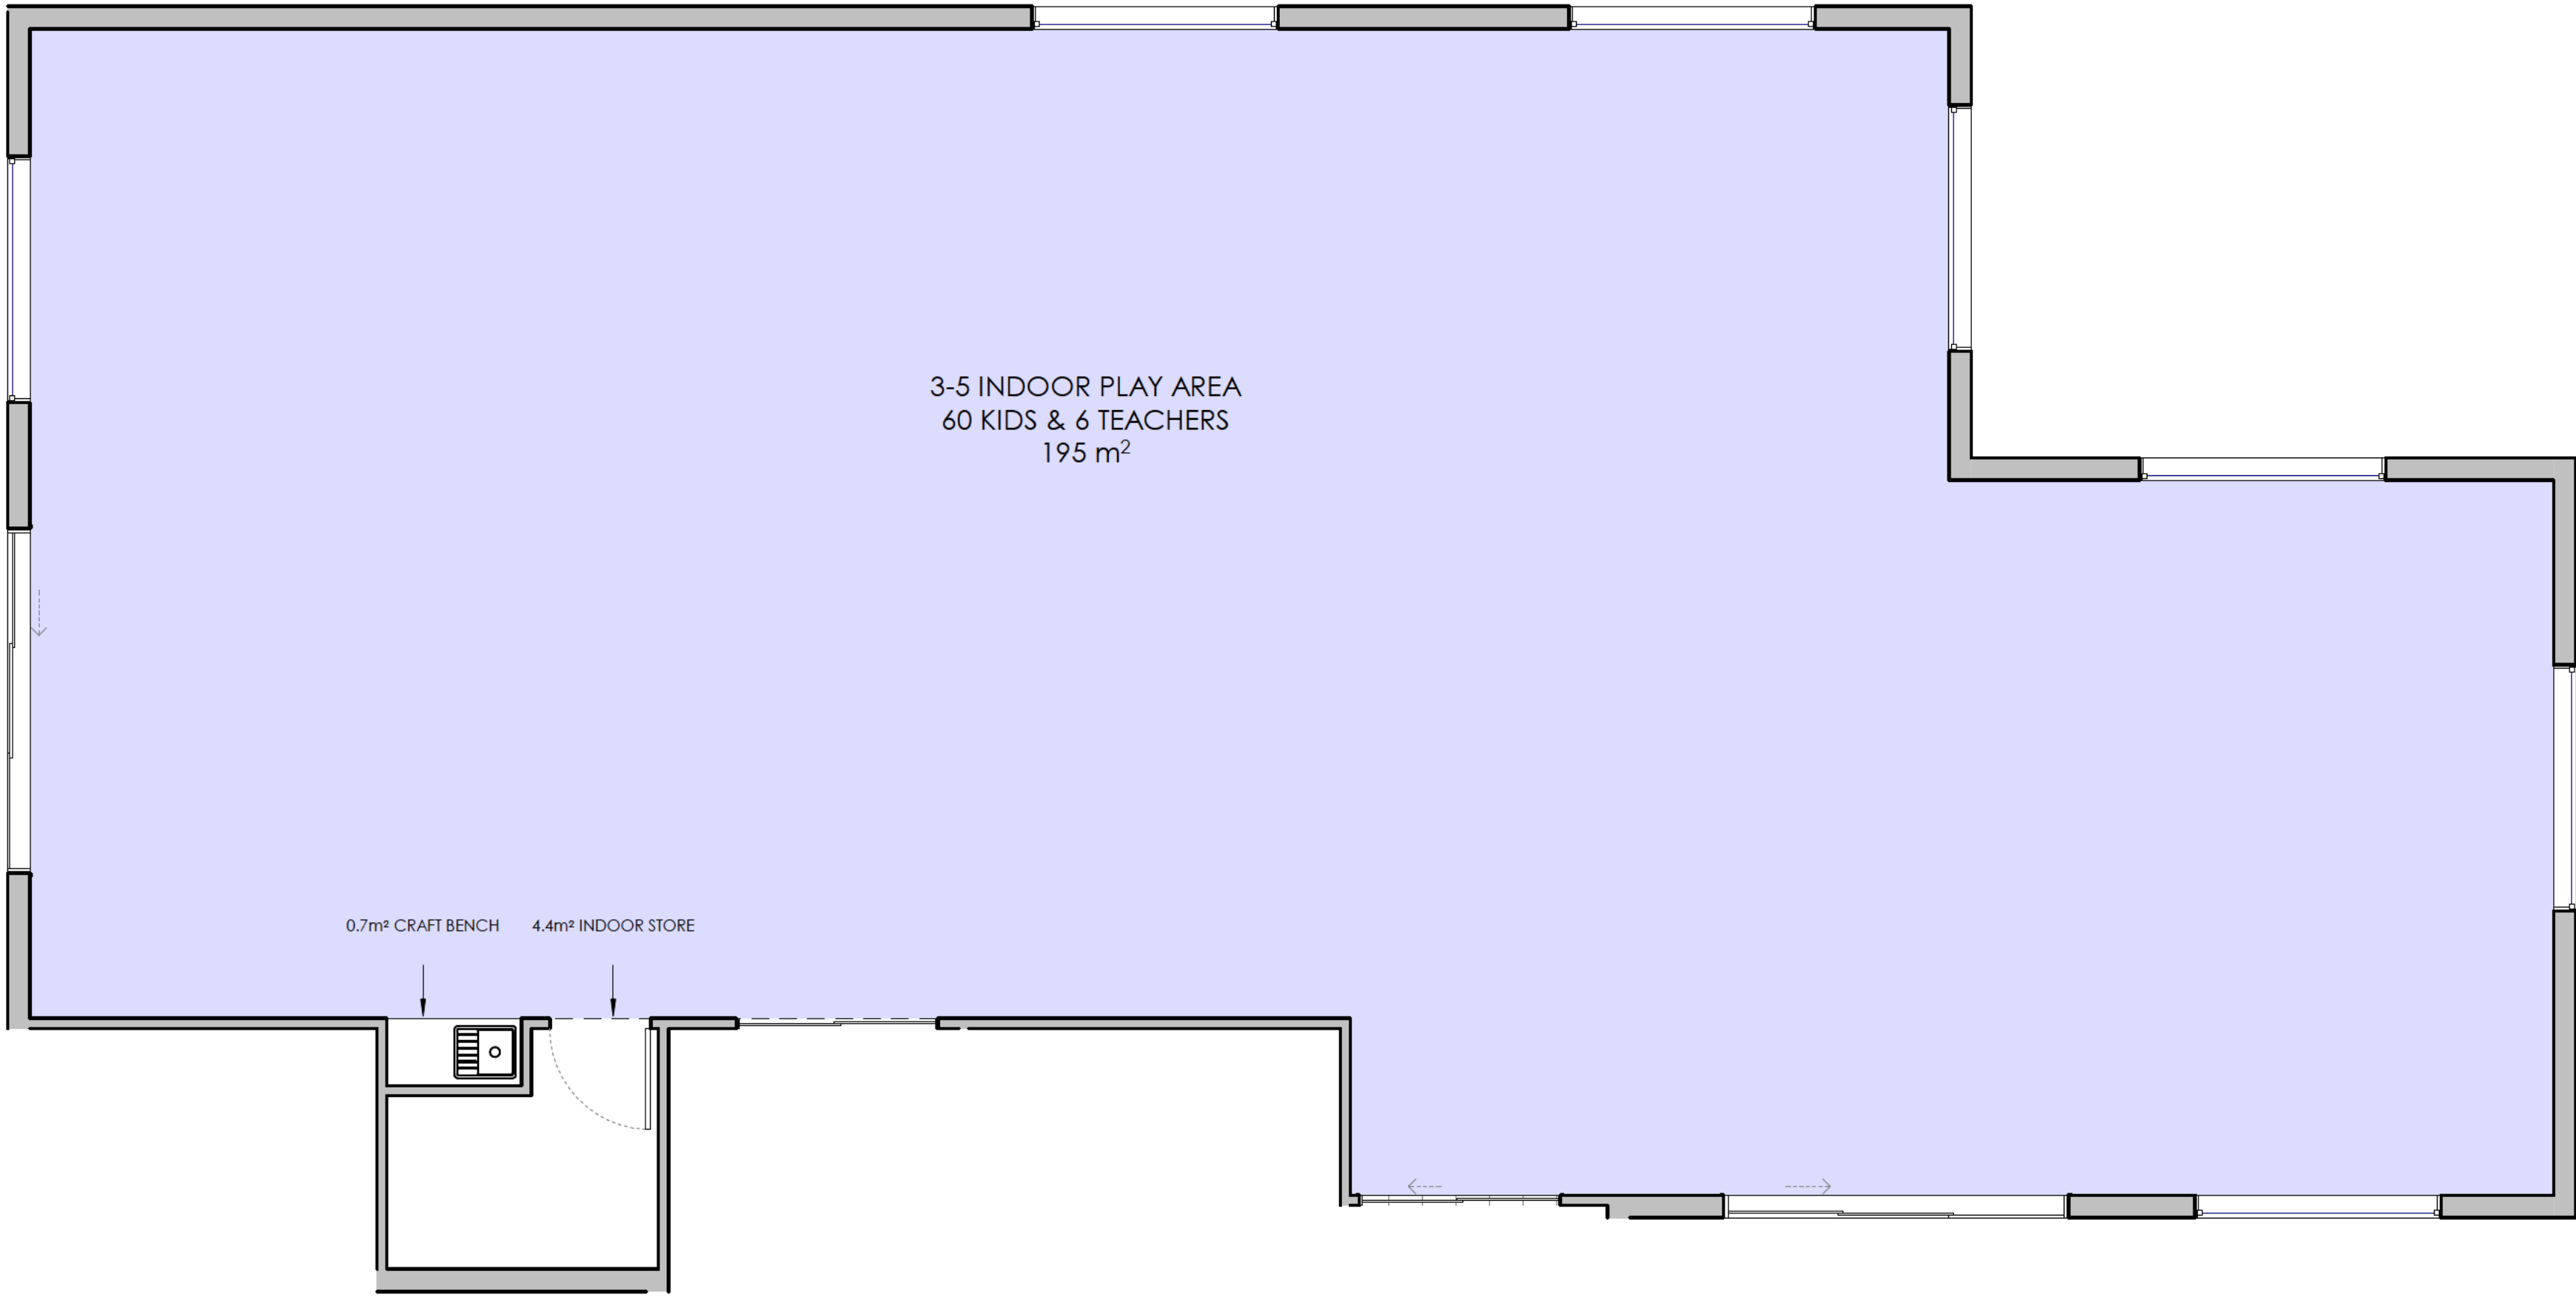 3-5 INDOOR PLAY AREA
60 KIDS & 6 TEACHERS
195 m²
0.7m² CRAFT BENCH
4.4m² INDOOR STORE